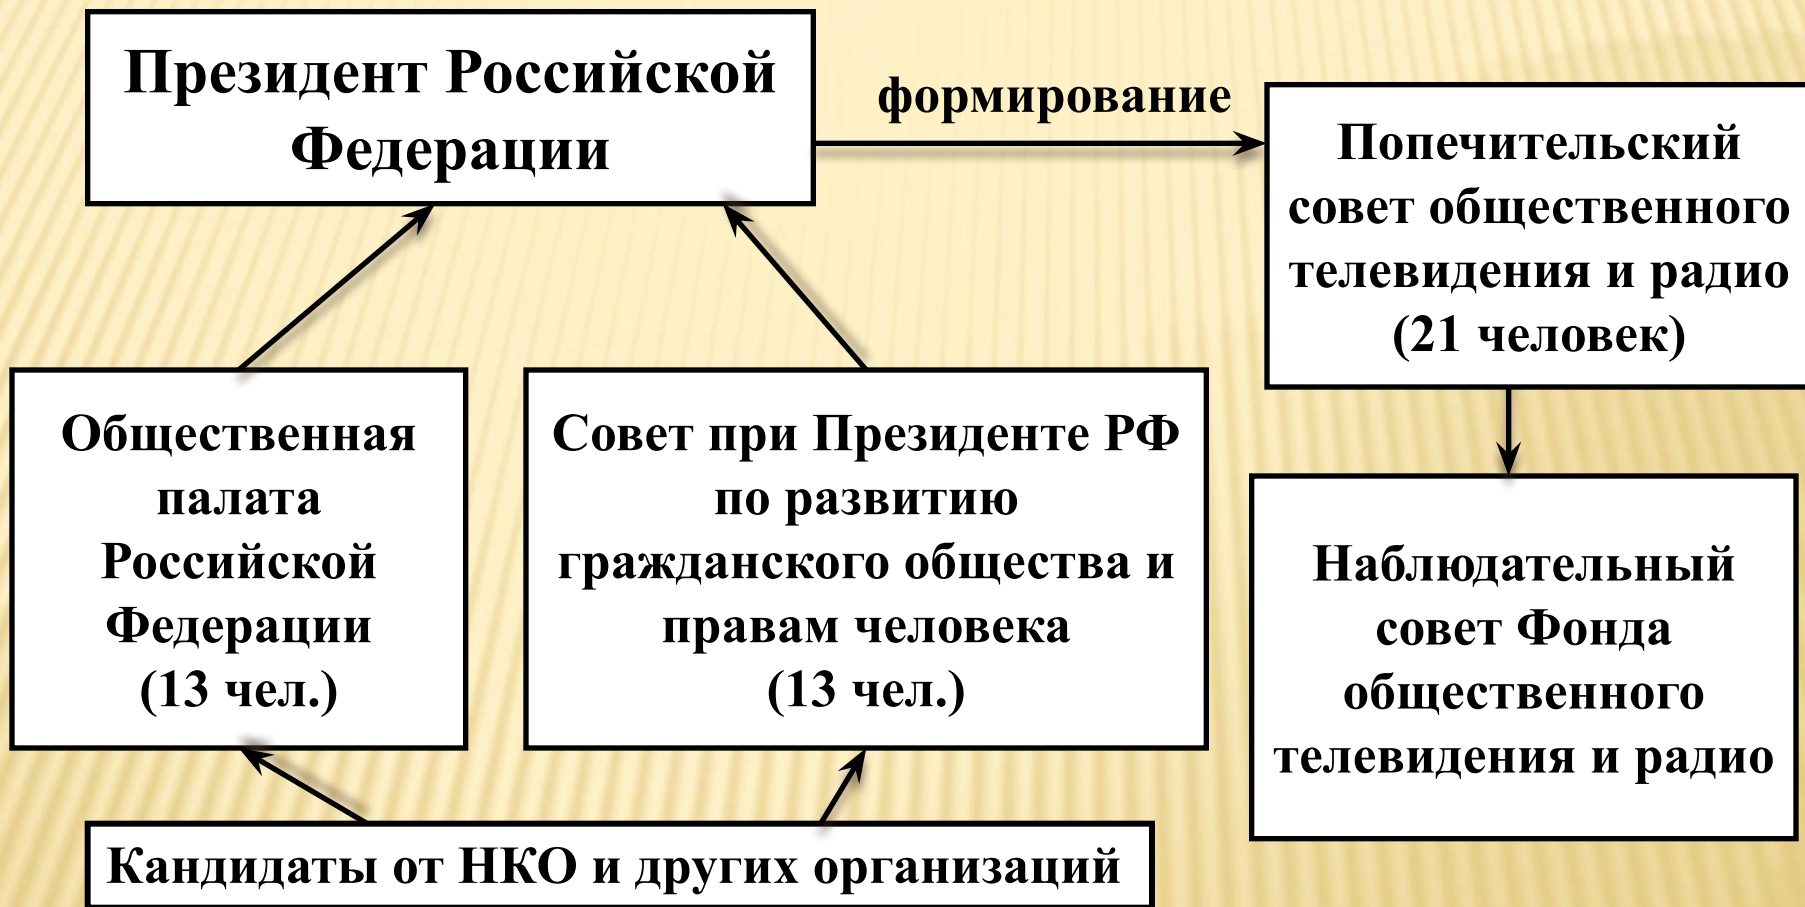 Президент Российской
Федерации
формирование
Попечительский
совет общественного
телевидения и радио
(21 человек)
Общественная
палата
Российской
Федерации
(13 чел.)
Совет при Президенте РФ
по развитию
гражданского общества и
правам человека
(13 чел.)
Наблюдательный
совет Фонда
общественного
телевидения и радио
Кандидаты от НКО и других организаций